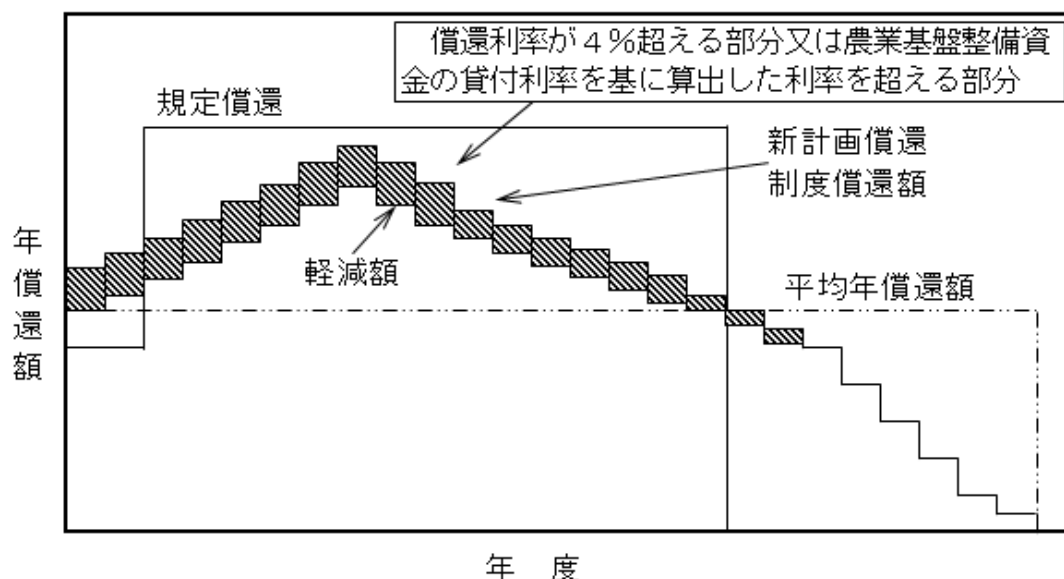 償還利率が４％超える部分又は農業基盤整備資
金の貸付利率を基に算出した利率を超える部分
規定償還
新計画償還
制度償還額
軽減額
平均年償還額
年償還額
年 度